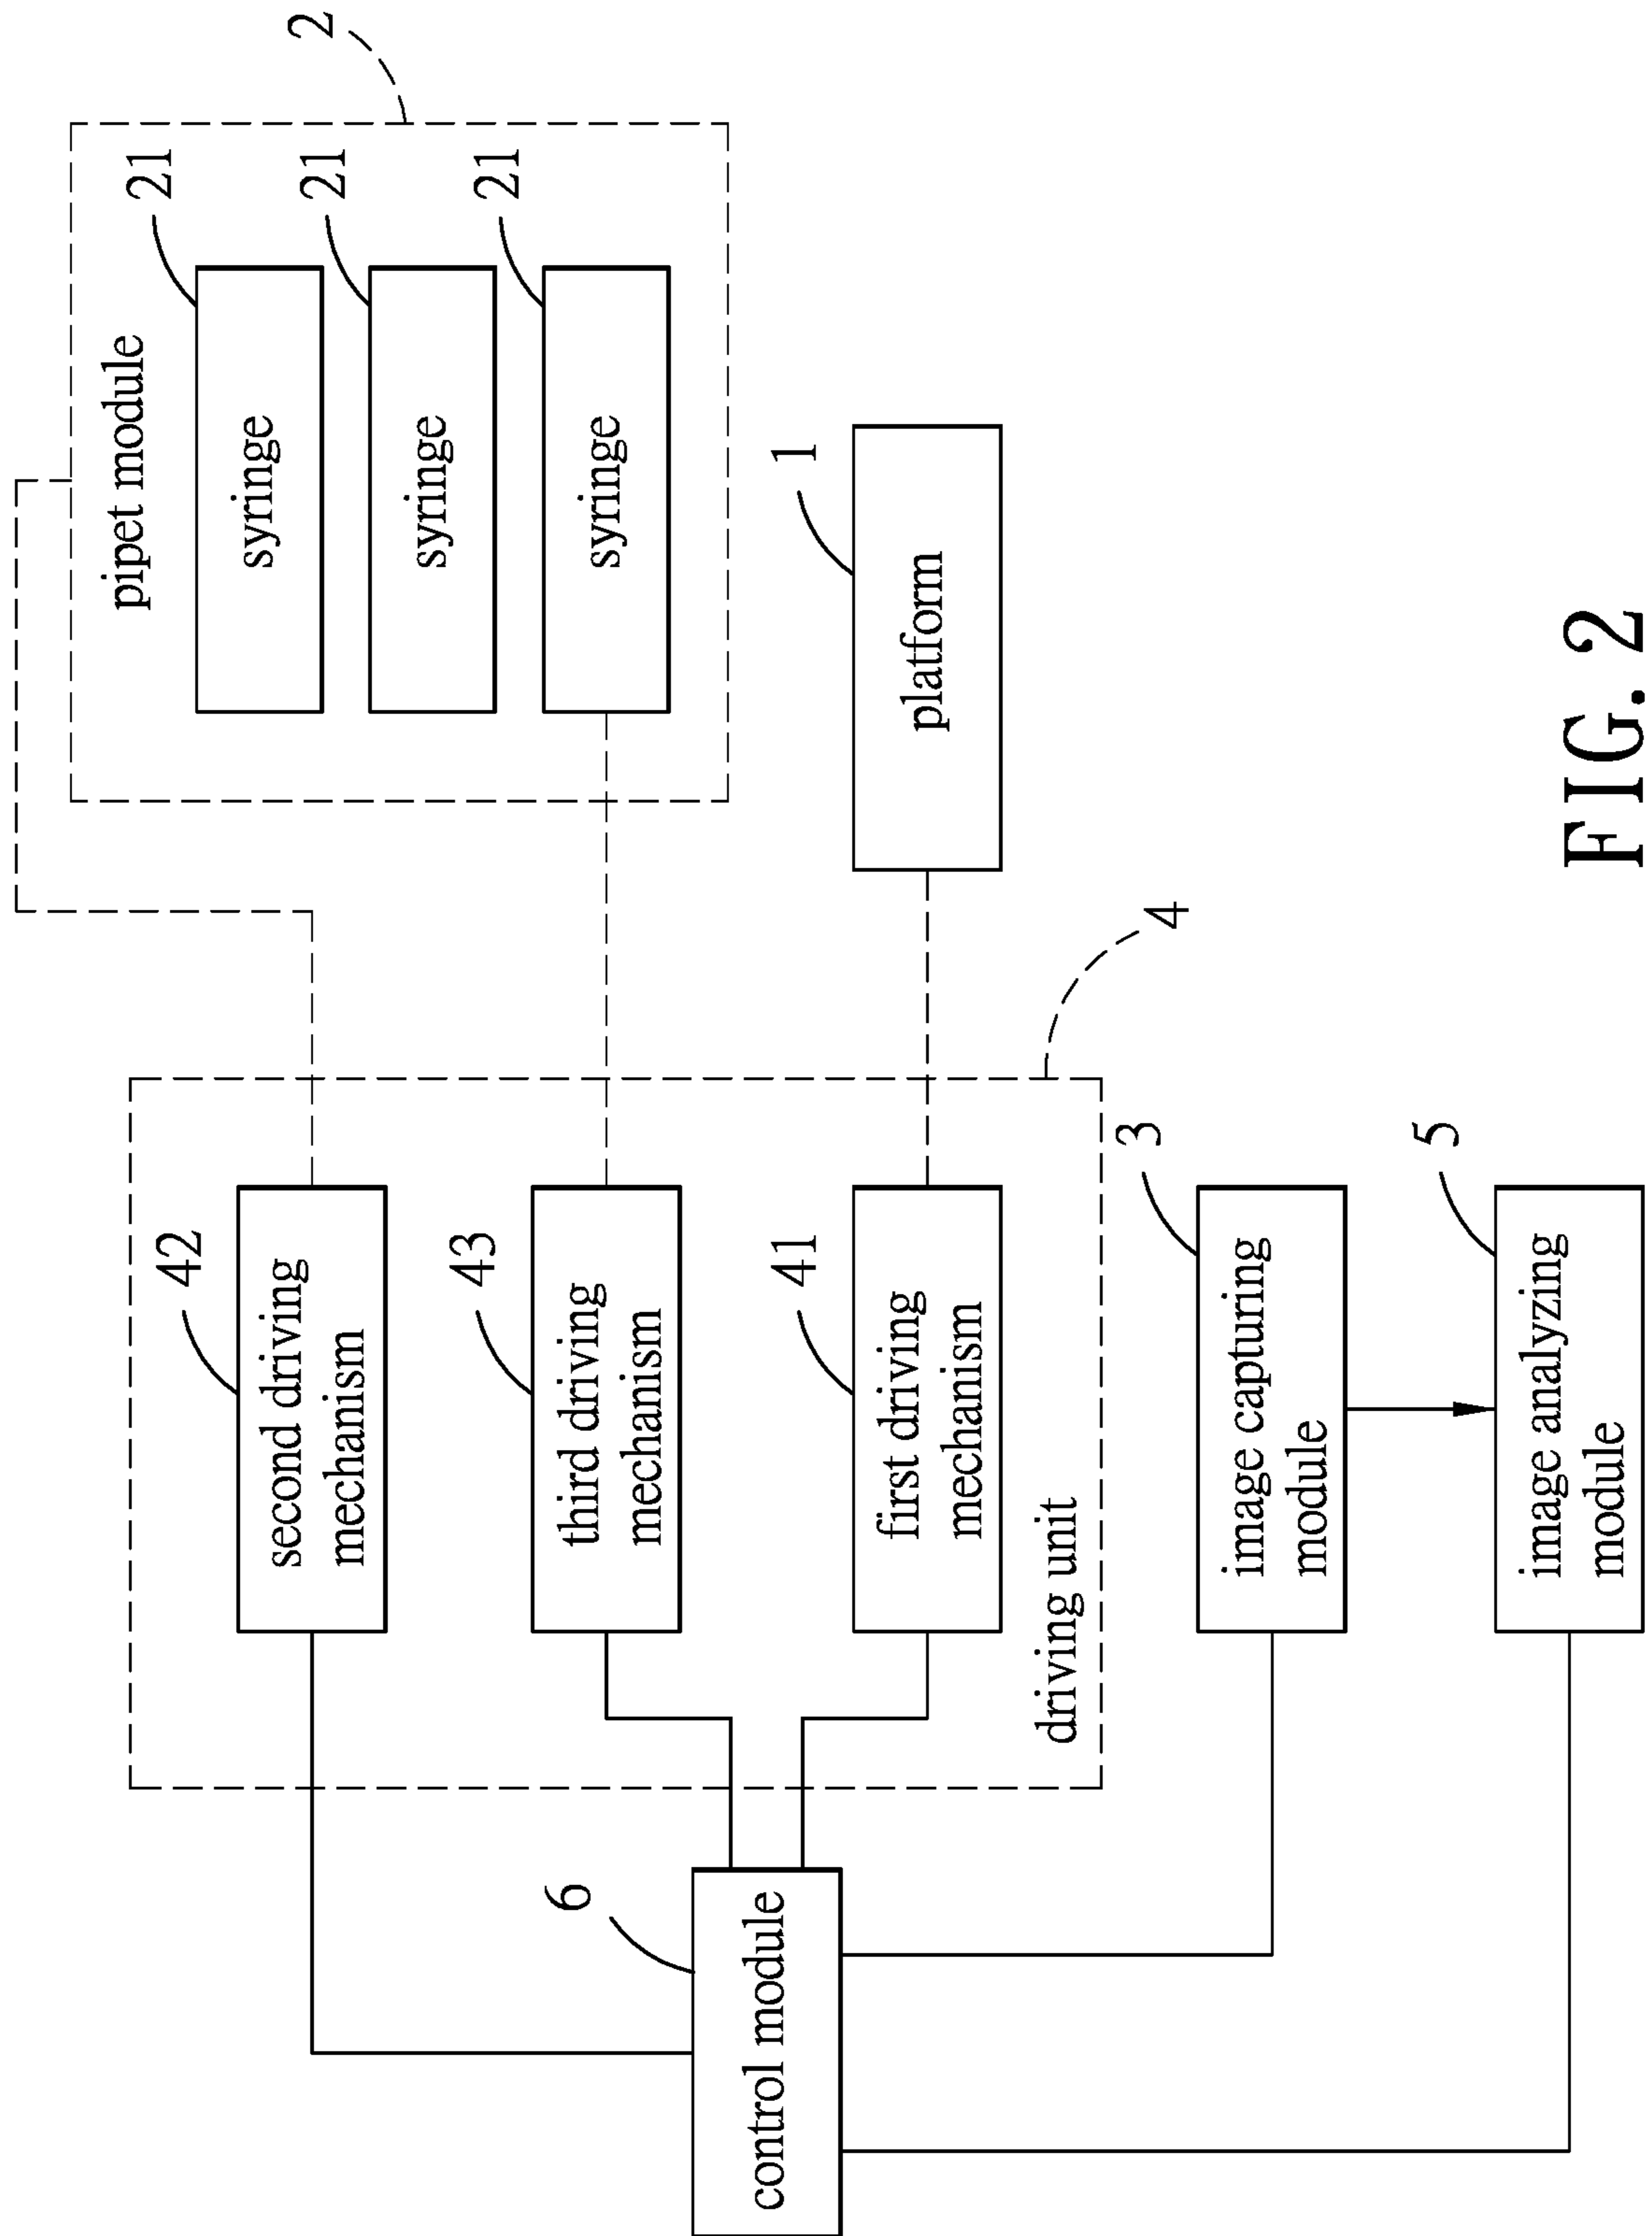 2
pipet module
21
syringe
21
syringe
21
syringe
1
platform
4
42
second driving
mechanism
43
third driving
mechanism
41
first driving
mechanism
driving unit
3
image capturing
module
5
image analyzing
module
6
control module
FIG. 2